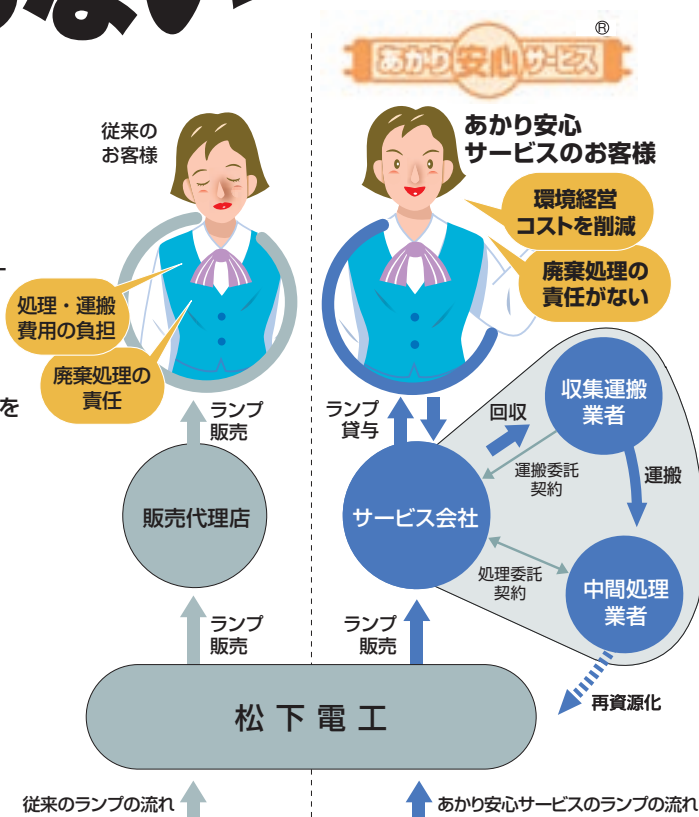 ない
あかり安心サービス
®
従来の
お客様
あかり安心
サービスのお客様
環境経営
コストを削減
廃棄処理の
責任がない
処理・運搬
費用の負担
廃棄処理の
責任
を
ランプ
販売
ランプ
貸与
回収
収集運搬
業者
運搬委託
契約
運搬
販売代理店
サービス会社
処理委託
契約
中間処理
業者
ランプ
販売
ランプ
販売
再資源化
松下電工
従来のランプの流れ
あかり安心サービスのランプの流れ